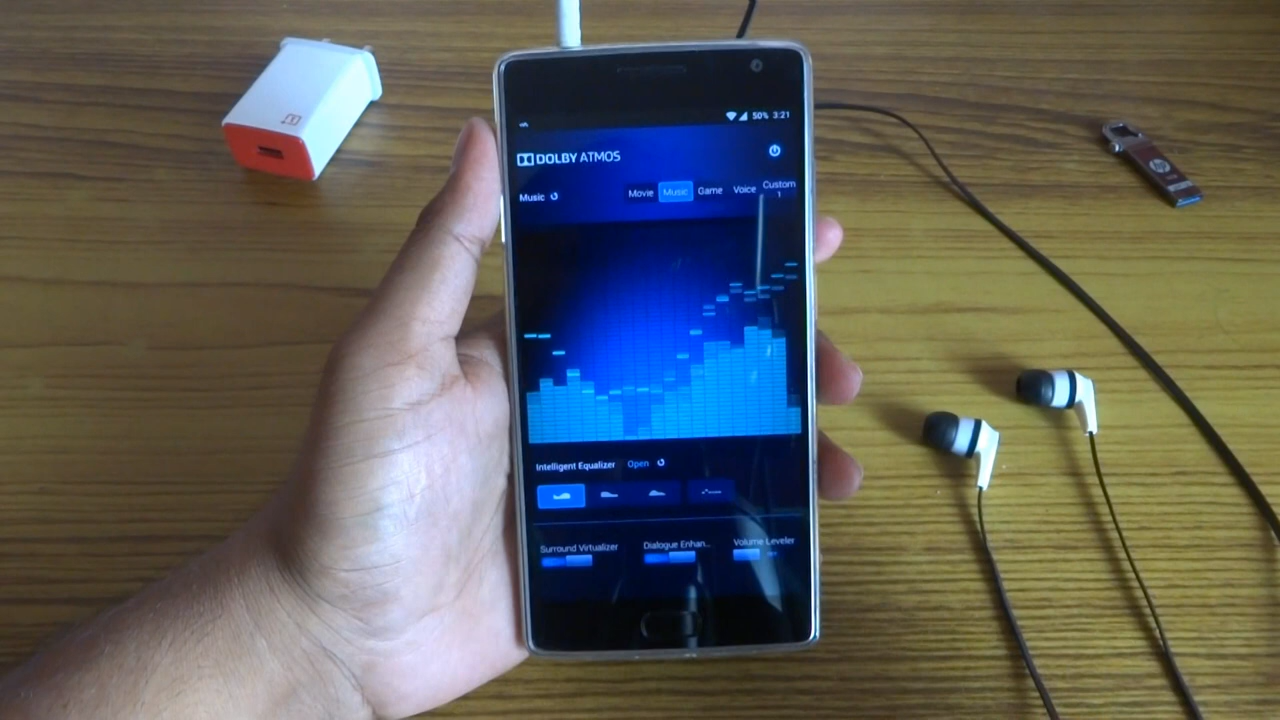 50% 3:21
DOLBY ATMOS
Music Movie Music Game Voice Custom 1
Intelligent Equalizer Open
Surround Virtualizer Dialogue Enhan... Volume Leveler
hp